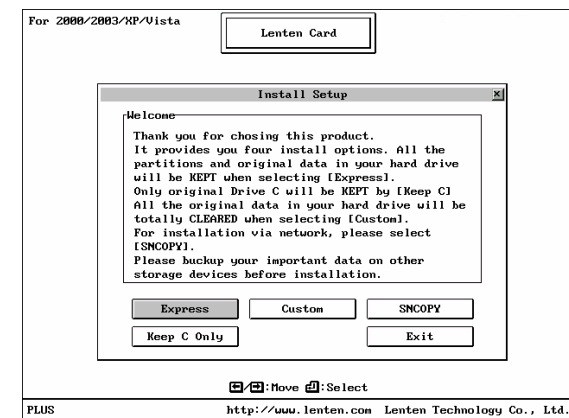 For 2000/2003/XP/Vista
Lenten Card
Install Setup
x
Welcome
Thank you for chosing this product.
It provides you four install options. All the
partitions and original data in your hard drive
will be KEPT when selecting [Express].
Only original Drive C will be KEPT by [Keep C]
All the original data in your hard drive will be
totally CLEARED when selecting [Custom].
For installation via network, please select
[SNCOPY].
Please backup your important data on other
storage devices before installation.
Express Custom SNCOPY
Keep C Only Exit
←/→:Move ↵:Select
PLUS http://www.lenten.com Lenten Technology Co., Ltd.